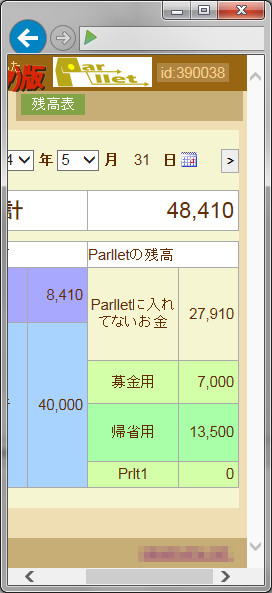 た
め版
Parllet
id:390038
残高表
4 年 5 月 31 日 >
計 48,410
Parlletの残高
8,410
Parlletに入れ
てないお金 27,910
40,000
募金用 7,000
帰省用 13,500
Prlt1 0